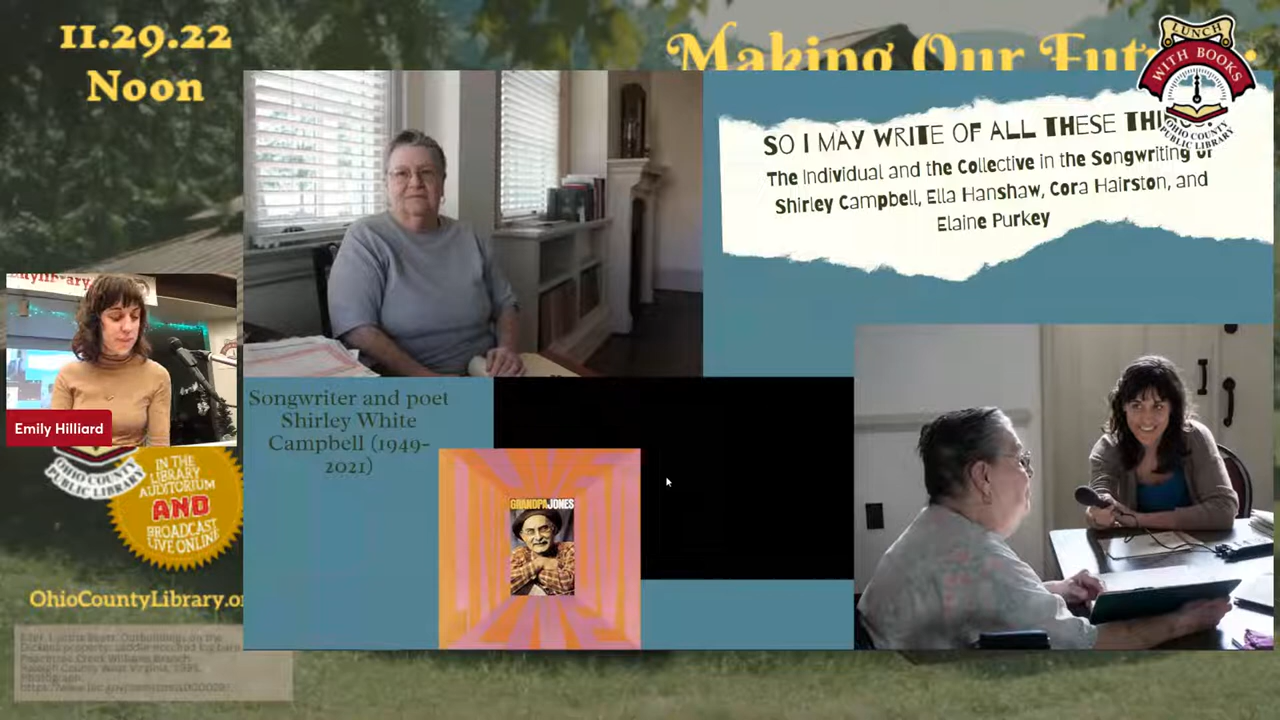 11.29.22
Noon
Making Our Future:
LUNCH
WITH BOOKS
OHIO COUNTY
PUBLIC LIBRARY
SO I MAY WRITE OF ALL THESE
The Individual and the Collective in the Songwriting of
Shirley Campbell, Ella Hanshaw, Cora Hairston, and
Elaine Purkey
Emily Hilliard
Songwriter and poet
Shirley White
Campbell (1949-
2021)
GRANDPA JONES
OHIO COUNTY
PUBLIC LIBRARY
IN THE
LIBRARY
AUDITORIUM
AND
BROADCAST
LIVE ONLINE
OhioCountyLibrary.or